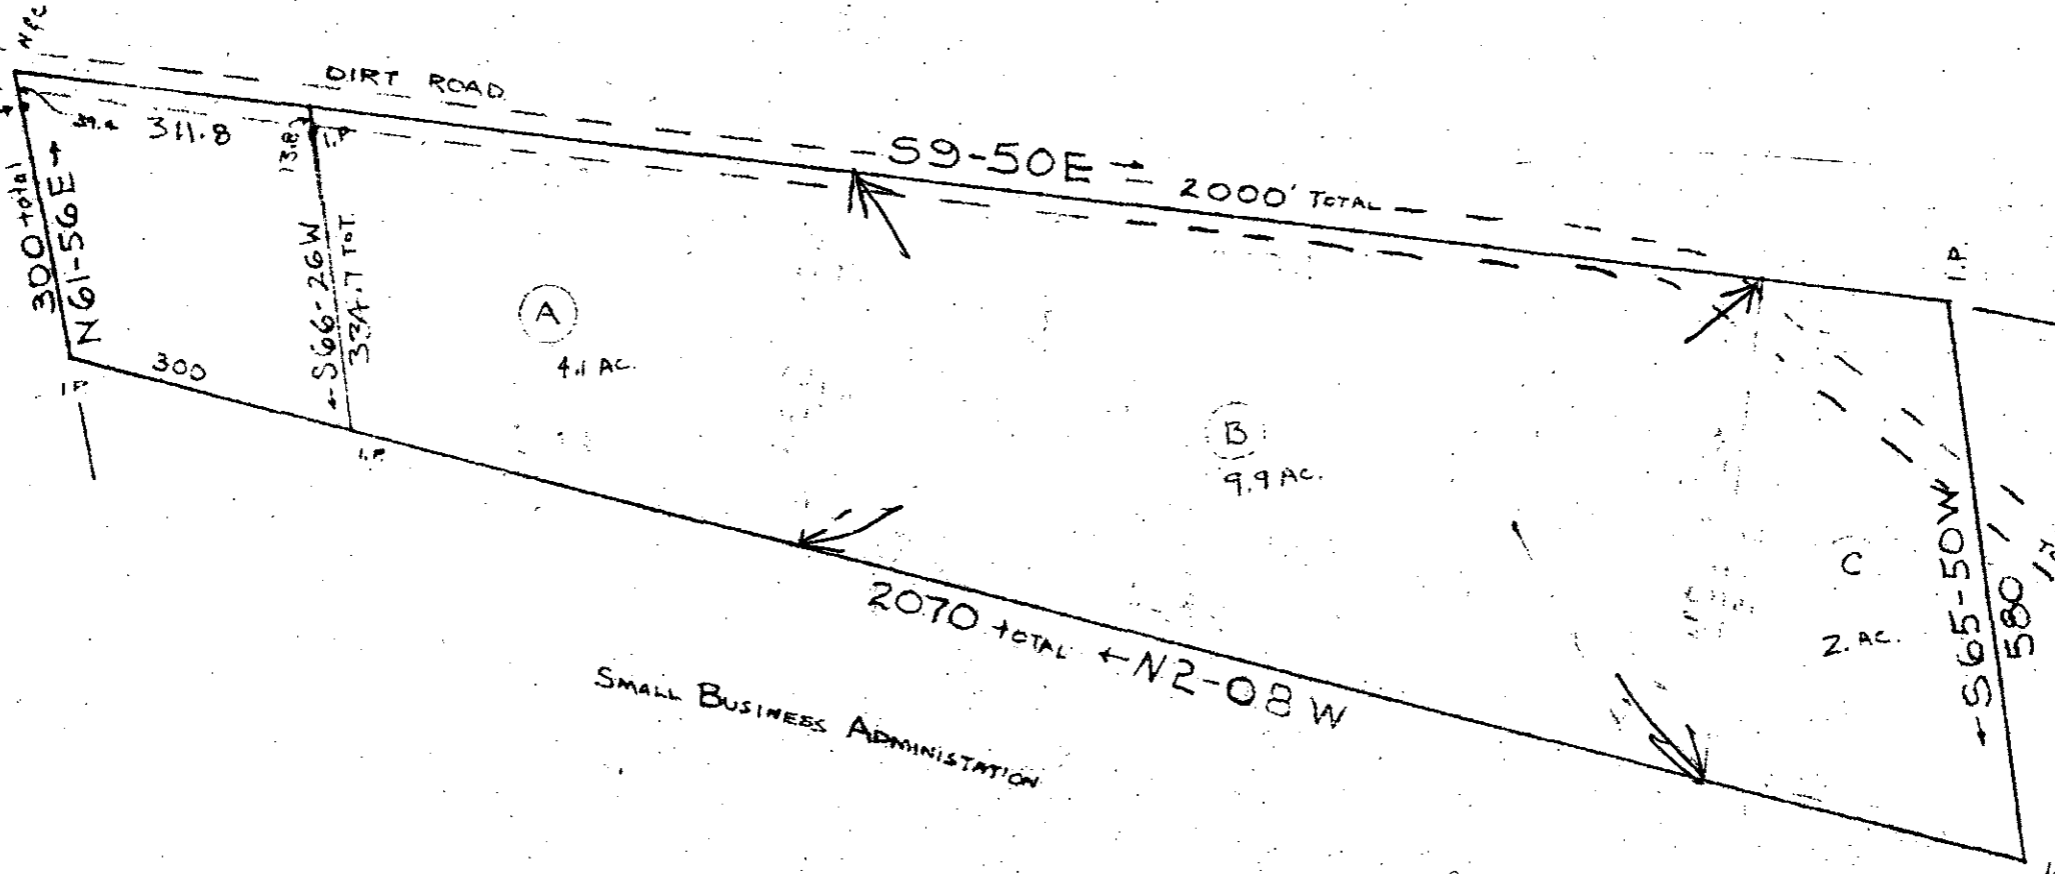 DIRT ROAD
311.8
13.8
I.P.
S9-50E →
2000' TOTAL
I.P.
300 total
N61-56E →
← S66-26W
334.7 TOT.
A
4.1 AC.
300
I.P.
I.P.
B
9.9 AC.
C
2. AC.
← S65-50W
580
2070 TOTAL ← N2-08W
SMALL BUSINESS ADMINISTATION